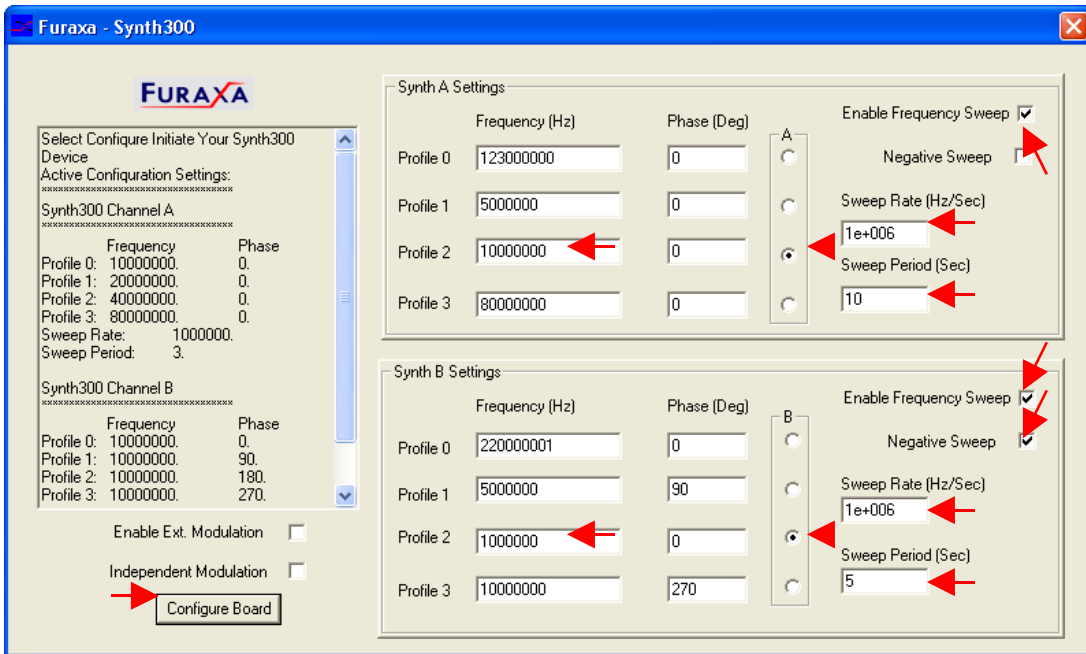 Furaxa - Synth300
FURAXA
Select Configure Initiate Your Synth300
Device
Active Configuration Settings:
**********************************
Synth300 Channel A
**********************************
Frequency Phase
Profile 0: 10000000. 0.
Profile 1: 20000000. 0.
Profile 2: 40000000. 0.
Profile 3: 80000000. 0.
Sweep Rate: 1000000.
Sweep Period: 3.
Synth300 Channel B
**********************************
Frequency Phase
Profile 0: 10000000. 0.
Profile 1: 10000000. 90.
Profile 2: 10000000. 180.
Profile 3: 10000000. 270.
Enable Ext. Modulation
Independent Modulation
Configure Board
Synth A Settings
Frequency (Hz) Phase (Deg) A Enable Frequency Sweep
Profile 0 123000000 0 Negative Sweep
Profile 1 5000000 0 Sweep Rate (Hz/Sec)
1e+006
Profile 2 10000000 0 Sweep Period (Sec)
Profile 3 80000000 0 10
Synth B Settings
Frequency (Hz) Phase (Deg) B Enable Frequency Sweep
Profile 0 220000001 0 Negative Sweep
Profile 1 5000000 90 Sweep Rate (Hz/Sec)
1e+006
Profile 2 1000000 0 Sweep Period (Sec)
Profile 3 10000000 270 5